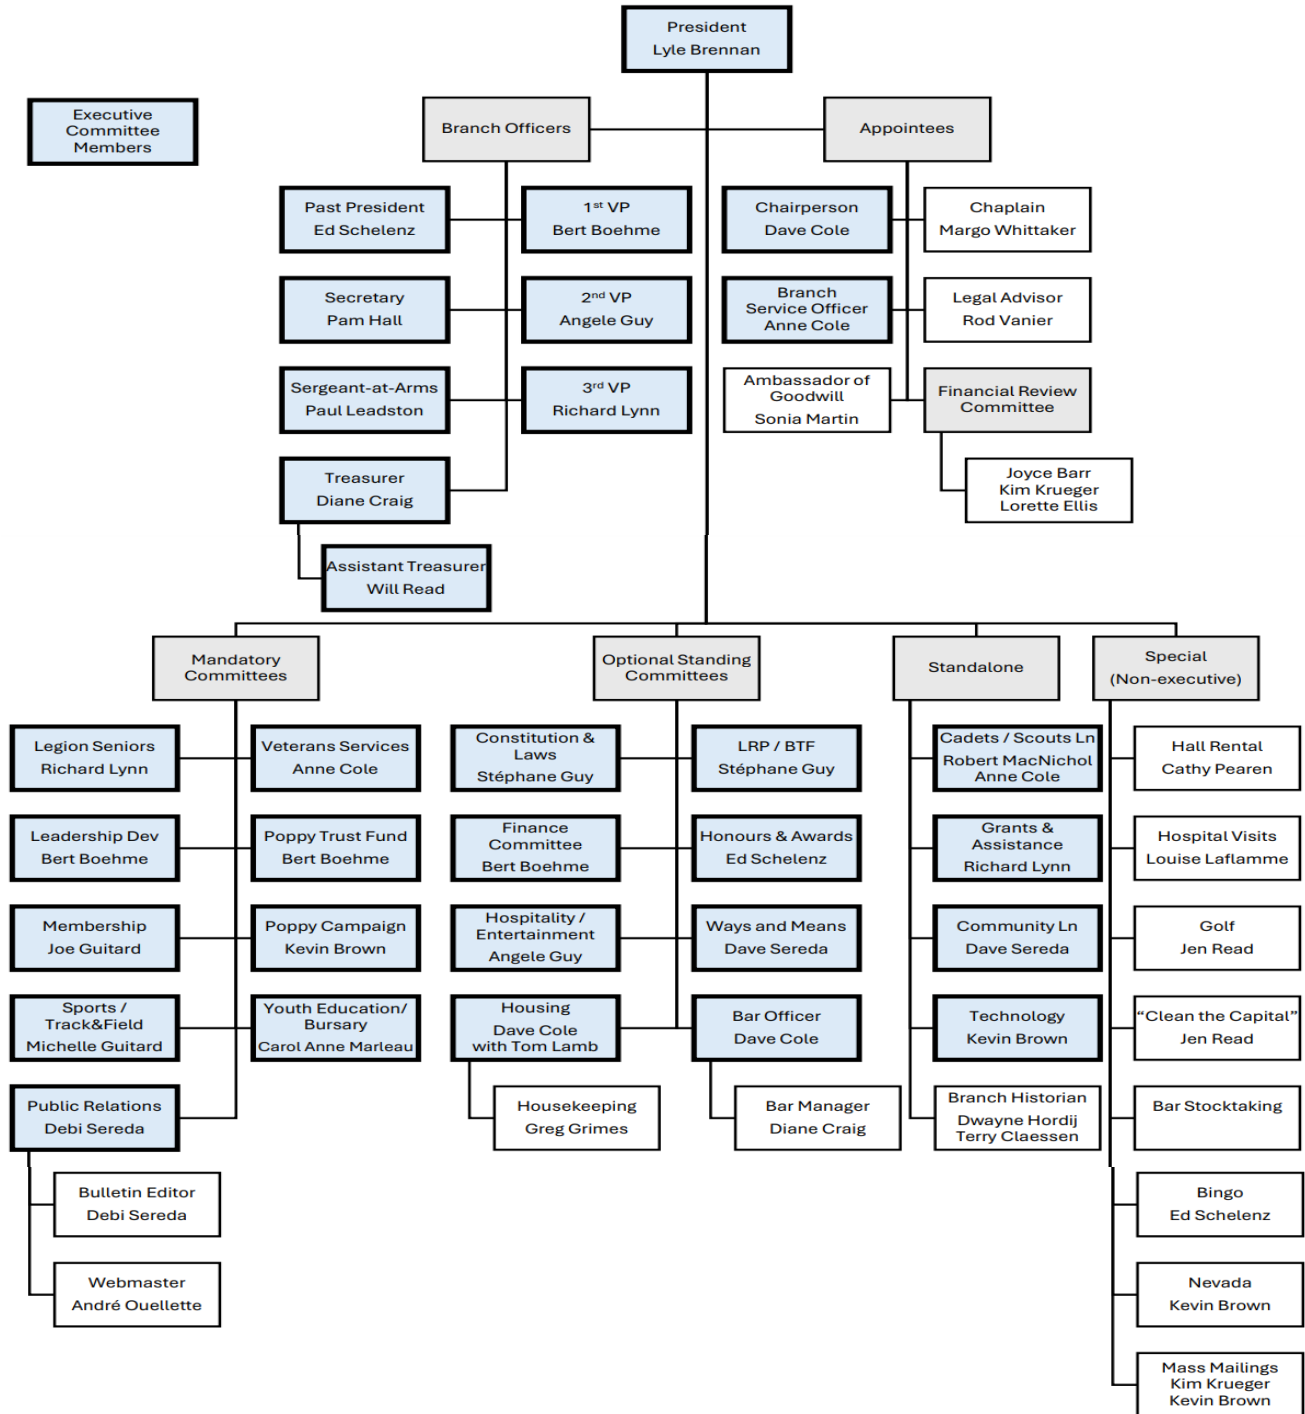 President
Lyle Brennan
Executive
Committee
Members
Branch Officers
Appointees
Past President
Ed Schelenz
1st VP
Bert Boehme
Chairperson
Dave Cole
Chaplain
Margo Whittaker
Secretary
Pam Hall
2nd VP
Angele Guy
Branch
Service Officer
Anne Cole
Legal Advisor
Rod Vanier
Sergeant-at-Arms
Paul Leadston
3rd VP
Richard Lynn
Ambassador of
Goodwill
Sonia Martin
Financial Review
Committee
Treasurer
Diane Craig
Joyce Barr
Kim Krueger
Lorette Ellis
Assistant Treasurer
Will Read
Mandatory
Committees
Optional Standing
Committees
Standalone
Special
(Non-executive)
Legion Seniors
Richard Lynn
Veterans Services
Anne Cole
Constitution &
Laws
Stéphane Guy
LRP / BTF
Stéphane Guy
Cadets / Scouts Ln
Robert MacNichol
Anne Cole
Hall Rental
Cathy Pearen
Leadership Dev
Bert Boehme
Poppy Trust Fund
Bert Boehme
Finance
Committee
Bert Boehme
Honours & Awards
Ed Schelenz
Grants &
Assistance
Richard Lynn
Hospital Visits
Louise Laflamme
Membership
Joe Guitard
Poppy Campaign
Kevin Brown
Hospitality /
Entertainment
Angele Guy
Ways and Means
Dave Sereda
Community Ln
Dave Sereda
Golf
Jen Read
Sports /
Track&Field
Michelle Guitard
Youth Education/
Bursary
Carol Anne Marleau
Housing
Dave Cole
with Tom Lamb
Bar Officer
Dave Cole
Technology
Kevin Brown
“Clean the Capital”
Jen Read
Public Relations
Debi Sereda
Housekeeping
Greg Grimes
Bar Manager
Diane Craig
Branch Historian
Dwayne Hordij
Terry Claessen
Bar Stocktaking
Bulletin Editor
Debi Sereda
Bingo
Ed Schelenz
Webmaster
André Ouellette
Nevada
Kevin Brown
Mass Mailings
Kim Krueger
Kevin Brown